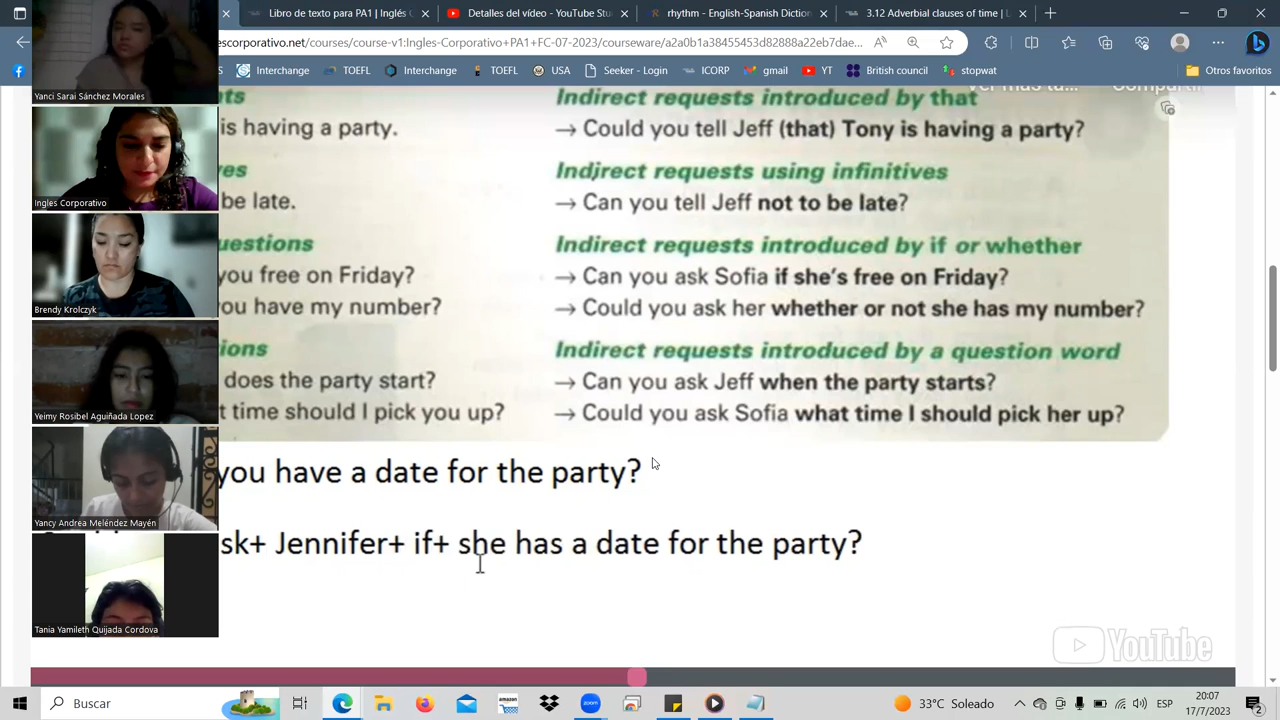 Libro de texto para PA1 | Inglés
Detalles del vídeo - YouTube Stu
rhythm - English-Spanish Dictio
3.12 Adverbial clauses of time | L
escorporativo.net/courses/course-v1:Ingles-Corporativo+PA1+FC-07-2023/courseware/a2a0b1a38455453d82888a22eb7dae...
Interchange TOEFL Interchange TOEFL USA Seeker - Login ICORP gmail YT British council stopwat Otros favoritos
Yanci Sarai Sánchez Morales
Ingles Corporativo
Brendy Krolczyk
Yeimy Rosibel Aguiñada Lopez
Yancy Andrea Meléndez Mayén
Tania Yamileth Quijada Cordova
nts Indirect requests introduced by that
is having a party. → Could you tell Jeff (that) Tony is having a party?
ves Indirect requests using infinitives
be late. → Can you tell Jeff not to be late?
uestions Indirect requests introduced by if or whether
you free on Friday? → Can you ask Sofia if she's free on Friday?
ou have my number? → Could you ask her whether or not she has my number?
ions Indirect requests introduced by a question word
does the party start? → Can you ask Jeff when the party starts?
t time should I pick you up? → Could you ask Sofia what time I should pick her up?
you have a date for the party?
sk+ Jennifer+ if+ she has a date for the party?
YouTube
Buscar
33°C Soleado
ESP
20:07
17/7/2023
2